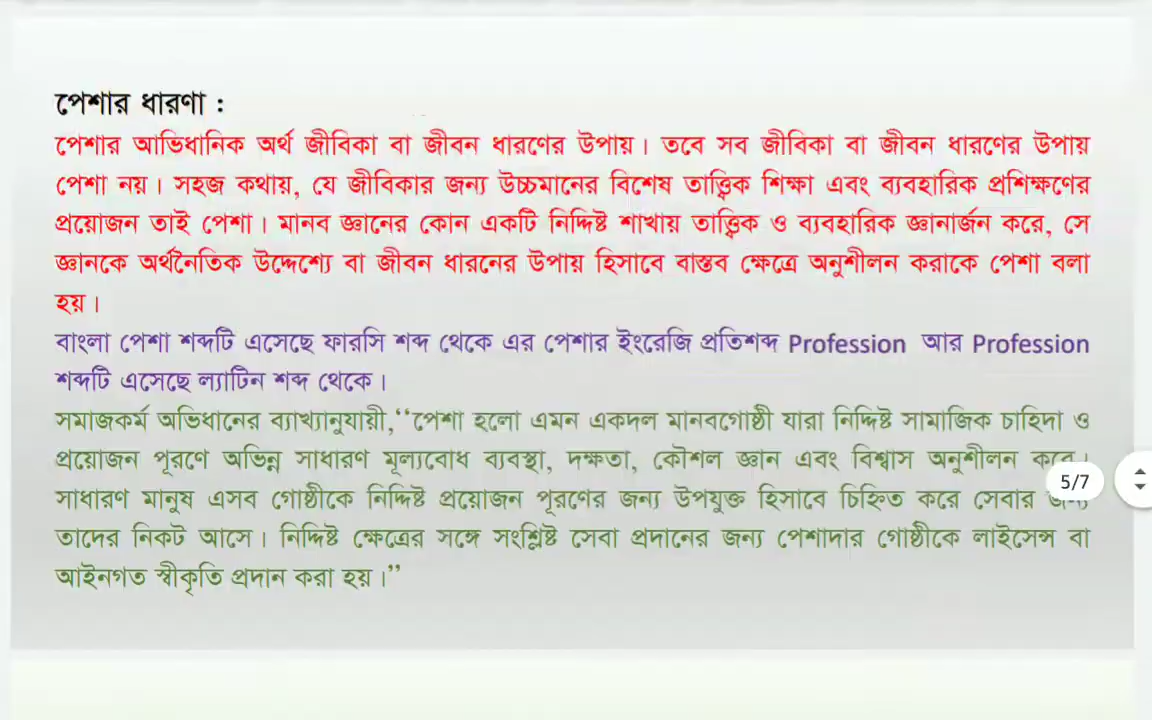 পেশার ধারণা :
পেশার আভিধানিক অর্থ জীবিকা বা জীবন ধারণের উপায়। তবে সব জীবিকা বা জীবন ধারণের উপায়
পেশা নয়। সহজ কথায়, যে জীবিকার জন্য উচ্চমানের বিশেষ তাত্ত্বিক শিক্ষা এবং ব্যবহারিক প্রশিক্ষণের
প্রয়োজন তাই পেশা। মানব জ্ঞানের কোন একটি নিদ্দিষ্ট শাখায় তাত্ত্বিক ও ব্যবহারিক জ্ঞানার্জন করে, সে
জ্ঞানকে অর্থনৈতিক উদ্দেশ্যে বা জীবন ধারনের উপায় হিসাবে বাস্তব ক্ষেত্রে অনুশীলন করাকে পেশা বলা
হয়।
বাংলা পেশা শব্দটি এসেছে ফারসি শব্দ থেকে এর পেশার ইংরেজি প্রতিশব্দ Profession আর Profession
শব্দটি এসেছে ল্যাটিন শব্দ থেকে।
সমাজকর্ম অভিধানের ব্যাখ্যানুযায়ী,‘‘পেশা হলো এমন একদল মানবগোষ্ঠী যারা নিদ্দিষ্ট সামাজিক চাহিদা ও
প্রয়োজন পূরণে অভিন্ন সাধারণ মূল্যবোধ ব্যবস্থা, দক্ষতা, কৌশল জ্ঞান এবং বিশ্বাস অনুশীলন করে।
সাধারণ মানুষ এসব গোষ্ঠীকে নিদ্দিষ্ট প্রয়োজন পূরণের জন্য উপযুক্ত হিসাবে চিহ্নিত করে সেবার জন্য
তাদের নিকট আসে। নিদ্দিষ্ট ক্ষেত্রের সঙ্গে সংশ্লিষ্ট সেবা প্রদানের জন্য পেশাদার গোষ্ঠীকে লাইসেন্স বা
আইনগত স্বীকৃতি প্রদান করা হয়।’’
5/7